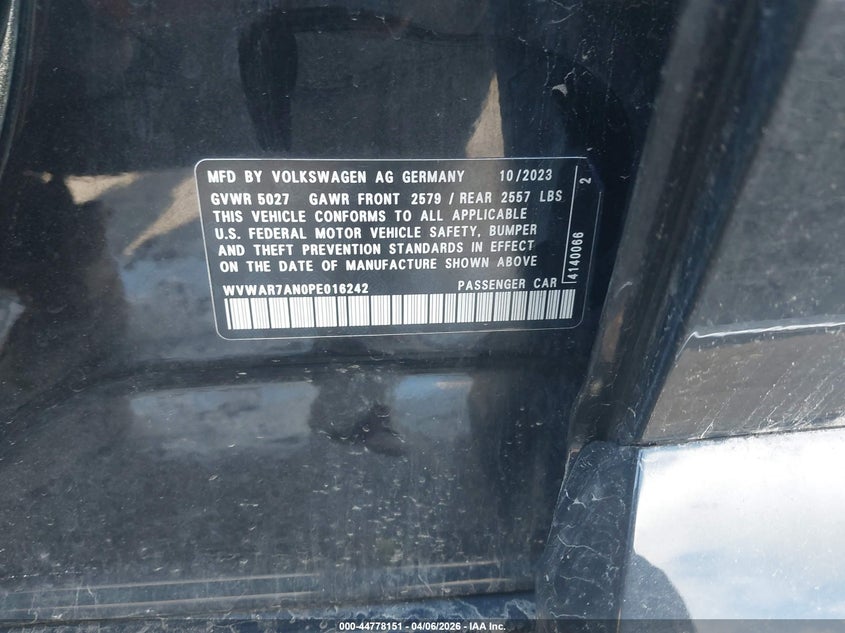 MFD BY VOLKSWAGEN AG GERMANY 10/2023
GVWR 5027 GAWR FRONT 2579 / REAR 2557 LBS
THIS VEHICLE CONFORMS TO ALL APPLICABLE
U.S. FEDERAL MOTOR VEHICLE SAFETY, BUMPER
AND THEFT PREVENTION STANDARDS IN EFFECT
ON THE DATE OF MANUFACTURE SHOWN ABOVE
WVWAR7AN0PE016242 PASSENGER CAR
4140066 2
000-44778151 - 04/06/2026 - IAA Inc.